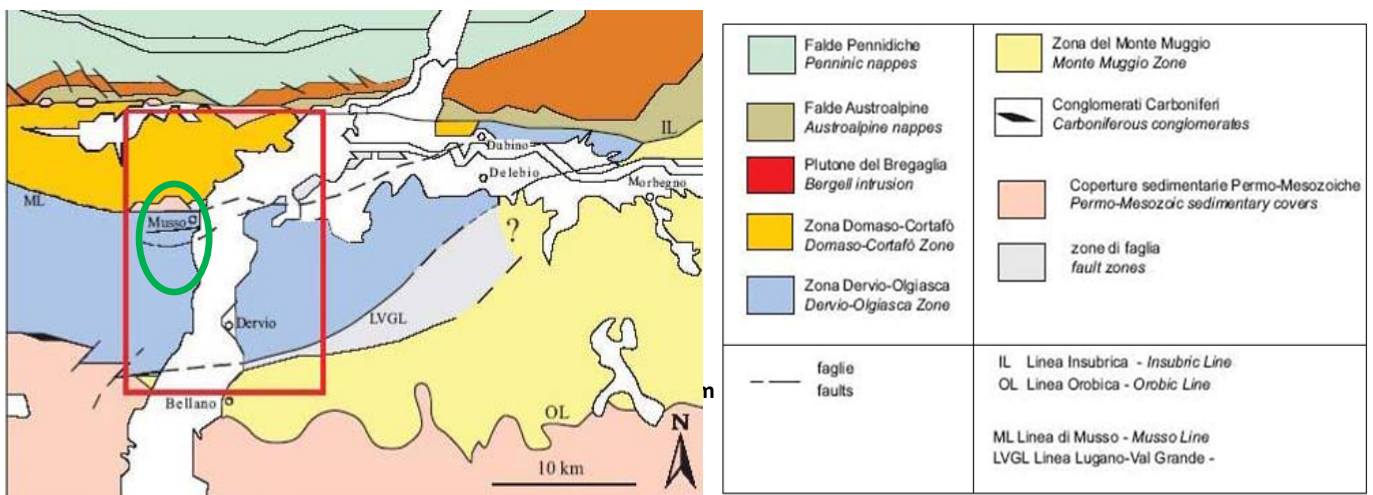 IL
Dubino
Delebio
Morbegno
ML
Musso
?
Dervio
LVGL
m
Bellano
OL
N
10 km
Falde Pennidiche
Penninic nappes
Falde Austroalpine
Austroalpine nappes
Plutone del Bregaglia
Bergell intrusion
Zona Domaso-Cortafò
Domaso-Cortafò Zone
Zona Dervio-Olgiasca
Dervio-Olgiasca Zone
Zona del Monte Muggio
Monte Muggio Zone
Conglomerati Carboniferi
Carboniferous conglomerates
Coperture sedimentarie Permo-Mesozoiche
Permo-Mesozoic sedimentary covers
zone di faglia
fault zones
faglie
faults
IL Linea Insubrica - Insubric Line
OL Linea Orobica - Orobic Line
ML Linea di Musso - Musso Line
LVGL Linea Lugano-Val Grande -